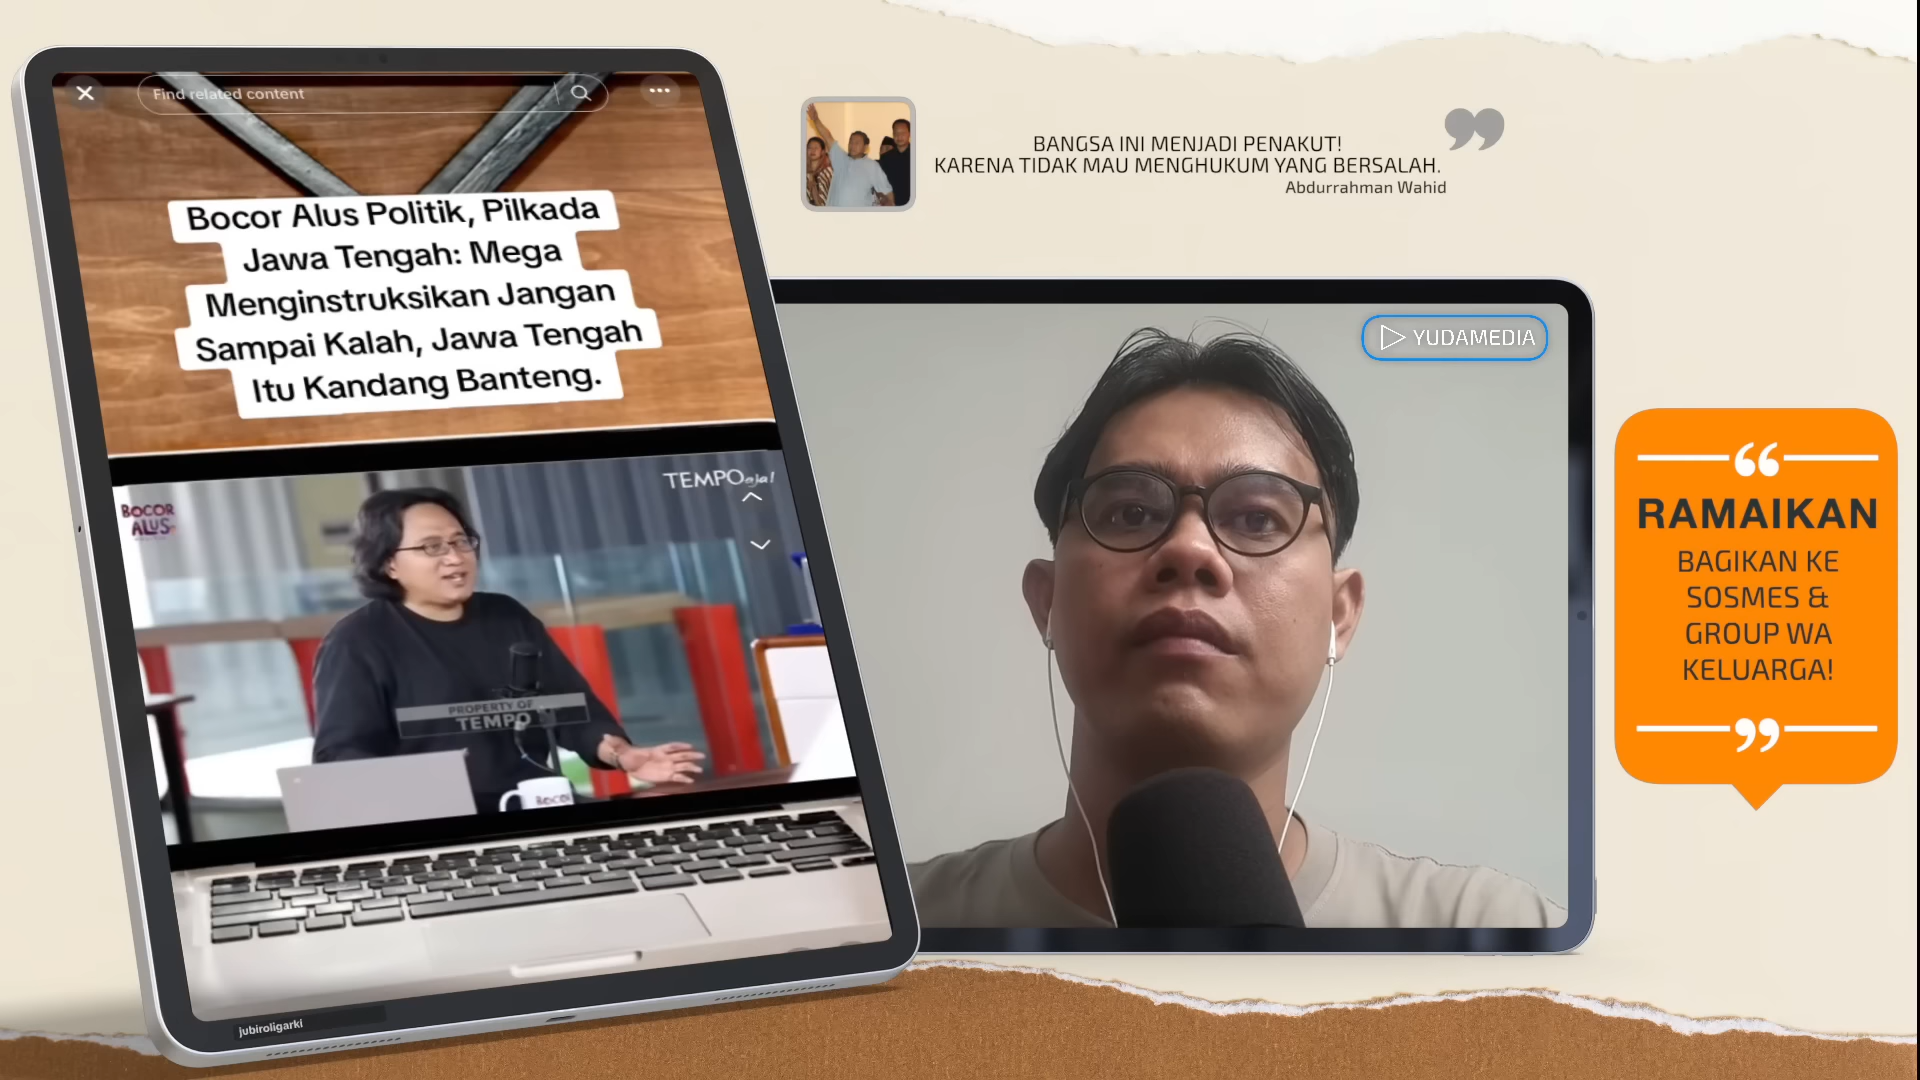 Find related content
Bocor Alus Politik, Pilkada
Jawa Tengah: Mega
Menginstruksikan Jangan
Sampai Kalah, Jawa Tengah
Itu Kandang Banteng.
TEMPO aja!
BOCOR
ALUS
PROPERTY OF
TEMPO
Bocor
jubiroligarki
BANGSA INI MENJADI PENAKUT!
KARENA TIDAK MAU MENGHUKUM YANG BERSALAH.
Abdurrahman Wahid
YUDAMEDIA
RAMAIKAN
BAGIKAN KE
SOSMES &
GROUP WA
KELUARGA!